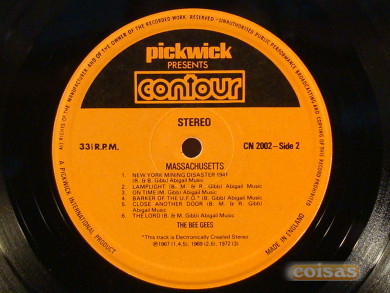 ALL RIGHTS OF THE MANUFACTURER AND OF THE OWNER OF THE RECORDED WORK RESERVED – UNAUTHORISED PUBLIC PERFORMANCE BROADCASTING AND COPYING OF THIS RECORD PROHIBITED
pickwick
PRESENTS
contour
STEREO
33⅓ R.P.M.
CN 2002–Side 2
MASSACHUSETTS
1. NEW YORK MINING DISASTER 1941
(R. & B. Gibb) Abigail Music
2. LAMPLIGHT (B. M. & R. Gibb) Abigail Music
3. ON TIME (M. Gibb) Abigail Music
4. BARKER OF THE U.F.O.* (B. Gibb) Abigail Music
5. CLOSE ANOTHER DOOR (B. M. & R. Gibb)
Abigail Music
6. THE LORD (B. & M. Gibb) Abigail Music
THE BEE GEES
*This track is Electronically Created Stereo
℗1967 (1.4.5), 1969 (2.6), 1972 (3)
A PICKWICK INTERNATIONAL PRODUCT
MADE IN ENGLAND
coisas